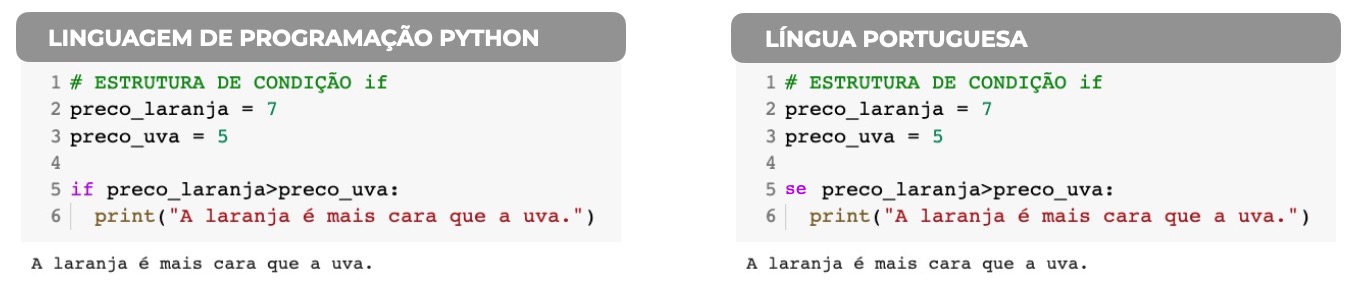 LINGUAGEM DE PROGRAMAÇÃO PYTHON
1 # ESTRUTURA DE CONDIÇÃO if
2 preco_laranja = 7
3 preco_uva = 5
4
5 if preco_laranja>preco_uva:
6   print("A laranja é mais cara que a uva.")
A laranja é mais cara que a uva.
LÍNGUA PORTUGUESA
1 # ESTRUTURA DE CONDIÇÃO if
2 preco_laranja = 7
3 preco_uva = 5
4
5 se preco_laranja>preco_uva:
6   print("A laranja é mais cara que a uva.")
A laranja é mais cara que a uva.